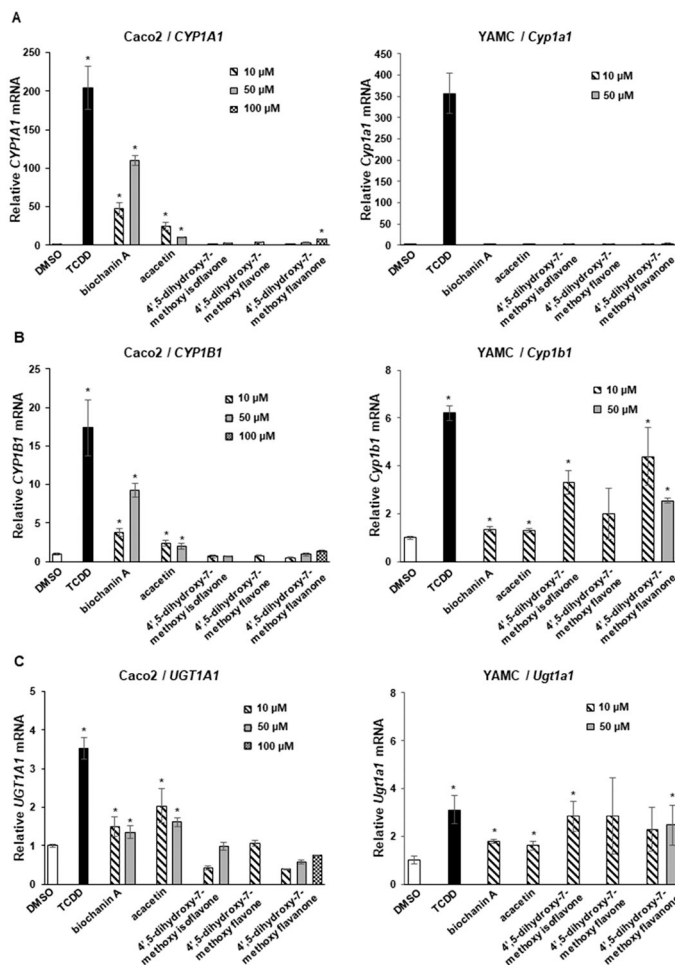 A
Caco2 / CYP1A1
Relative CYP1A1 mRNA
250
200
150
100
50
0
*
*
*
*
*
*
10 µM
50 µM
100 µM
DMSO
TCDD
biochanin A
acacetin
4',5-dihydroxy-7-
methoxy isoflavone
4',5-dihydroxy-7-
methoxy flavone
4',5-dihydroxy-7-
methoxy flavanone
YAMC / Cyp1a1
Relative Cyp1a1 mRNA
450
400
350
300
250
200
150
100
50
0
10 µM
50 µM
DMSO
TCDD
biochanin A
acacetin
4',5-dihydroxy-7-
methoxy isoflavone
4',5-dihydroxy-7-
methoxy flavone
4',5-dihydroxy-7-
methoxy flavanone
B
Caco2 / CYP1B1
Relative CYP1B1 mRNA
25
20
15
10
5
0
*
*
*
*
*
10 µM
50 µM
100 µM
DMSO
TCDD
biochanin A
acacetin
4',5-dihydroxy-7-
methoxy isoflavone
4',5-dihydroxy-7-
methoxy flavone
4',5-dihydroxy-7-
methoxy flavanone
YAMC / Cyp1b1
Relative Cyp1b1 mRNA
8
6
4
2
0
*
*
*
*
*
*
10 µM
50 µM
DMSO
TCDD
biochanin A
acacetin
4',5-dihydroxy-7-
methoxy isoflavone
4',5-dihydroxy-7-
methoxy flavone
4',5-dihydroxy-7-
methoxy flavanone
C
Caco2 / UGT1A1
Relative UGT1A1 mRNA
5
4
3
2
1
0
*
*
*
*
*
10 µM
50 µM
100 µM
DMSO
TCDD
biochanin A
acacetin
4',5-dihydroxy-7-
methoxy isoflavone
4',5-dihydroxy-7-
methoxy flavone
4',5-dihydroxy-7-
methoxy flavanone
YAMC / Ugt1a1
Relative Ugt1a1 mRNA
8
6
4
2
0
*
*
*
*
*
10 µM
50 µM
DMSO
TCDD
biochanin A
acacetin
4',5-dihydroxy-7-
methoxy isoflavone
4',5-dihydroxy-7-
methoxy flavone
4',5-dihydroxy-7-
methoxy flavanone